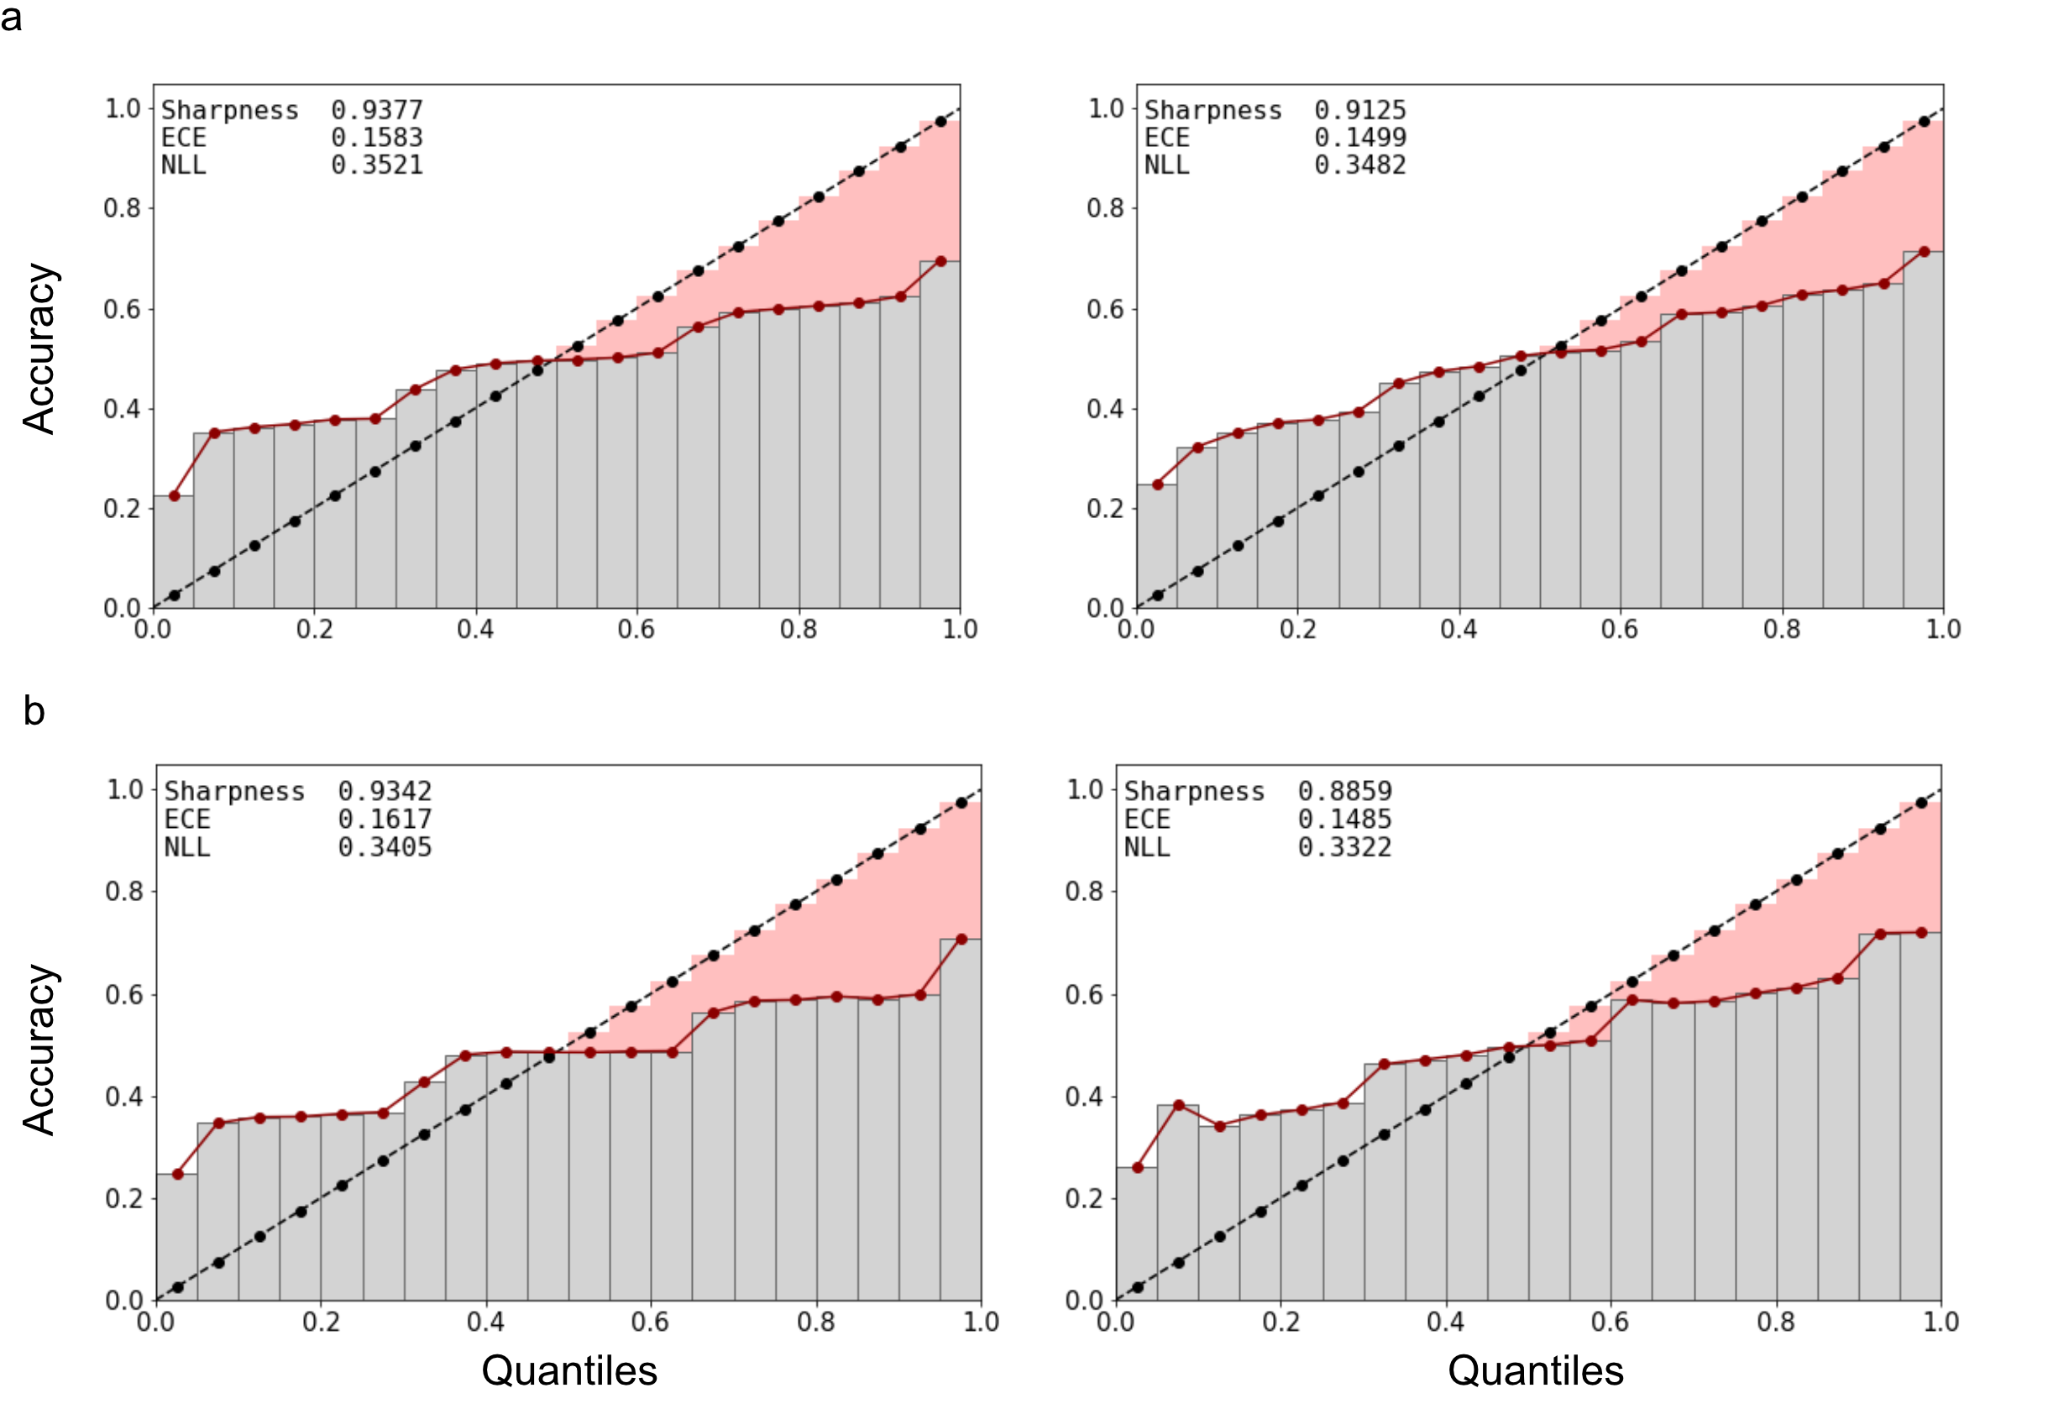 a
Sharpness 0.9377
ECE 0.1583
NLL 0.3521
1.0
0.8
0.6
0.4
0.2
0.0
0.0 0.2 0.4 0.6 0.8 1.0
Accuracy
Sharpness 0.9125
ECE 0.1499
NLL 0.3482
1.0
0.8
0.6
0.4
0.2
0.0
0.0 0.2 0.4 0.6 0.8 1.0
b
Sharpness 0.9342
ECE 0.1617
NLL 0.3405
1.0
0.8
0.6
0.4
0.2
0.0
0.0 0.2 0.4 0.6 0.8 1.0
Accuracy
Quantiles
Sharpness 0.8859
ECE 0.1485
NLL 0.3322
1.0
0.8
0.6
0.4
0.2
0.0
0.0 0.2 0.4 0.6 0.8 1.0
Quantiles